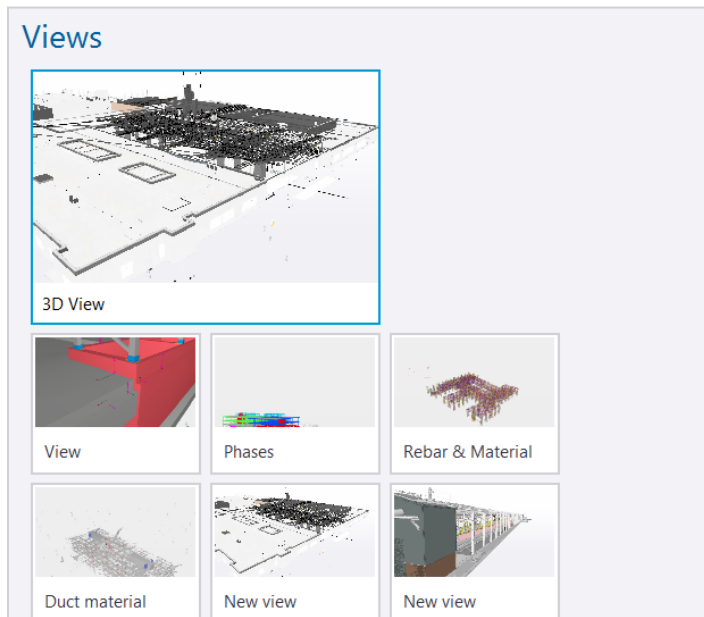 Views
3D View
View
Phases
Rebar & Material
Duct material
New view
New view